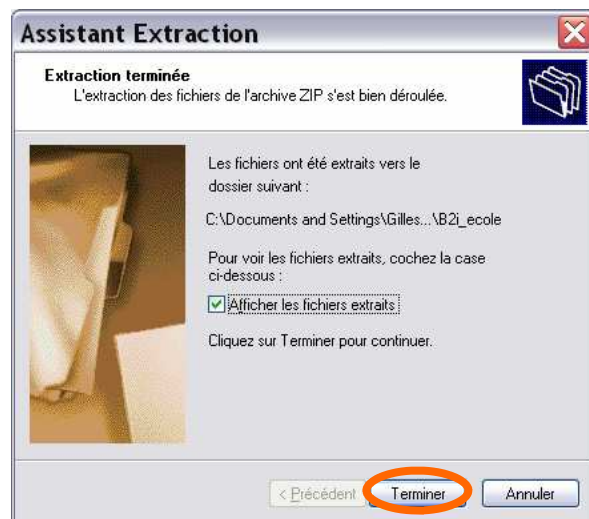 Assistant Extraction
Extraction terminée
L'extraction des fichiers de l'archive ZIP s'est bien déroulée.
Les fichiers ont été extraits vers le
dossier suivant :
C:\Documents and Settings\Gilles...\B2i_ecole
Pour voir les fichiers extraits, cochez la case
ci-dessous :
Afficher les fichiers extraits
Cliquez sur Terminer pour continuer.
< Précédent Terminer Annuler